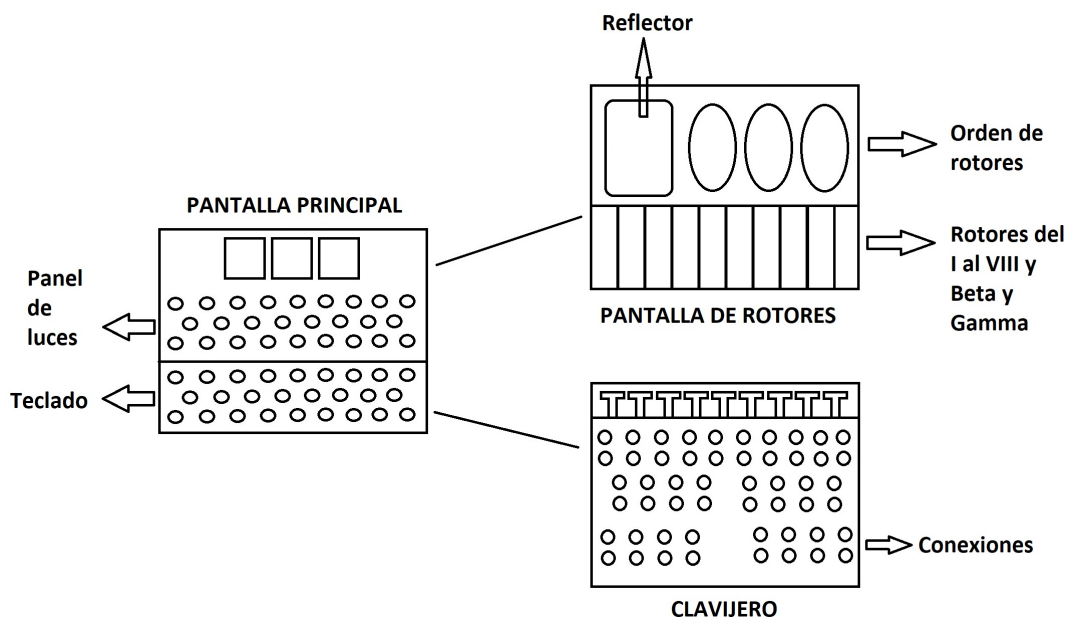 Reflector
Orden de
rotores
PANTALLA PRINCIPAL
Rotores del
I al VIII y
Beta y
Gamma
Panel
de
luces
PANTALLA DE ROTORES
Teclado
Conexiones
CLAVIJERO